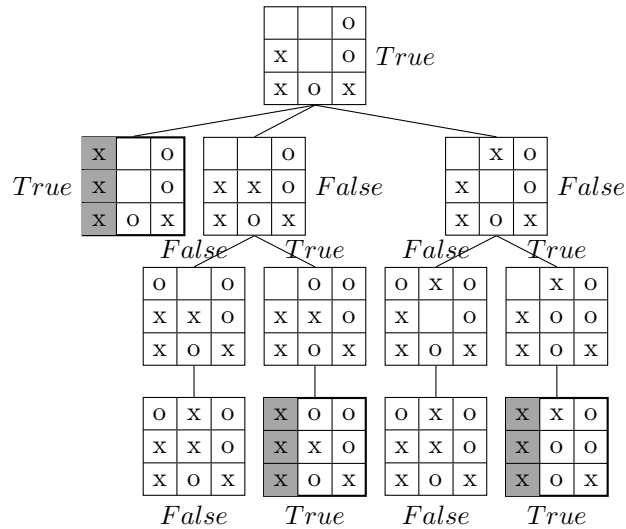 o
x o True
x o x
x o x o
True x o x x o False x o False
x o x x o x x o x
False True False True
o o o o o x o x o
x x o x x o x o x o o
x o x x o x x o x x o x
o x o x o o o x o x x o
x x o x x o x x o x o o
x o x x o x x o x x o x
False True False True